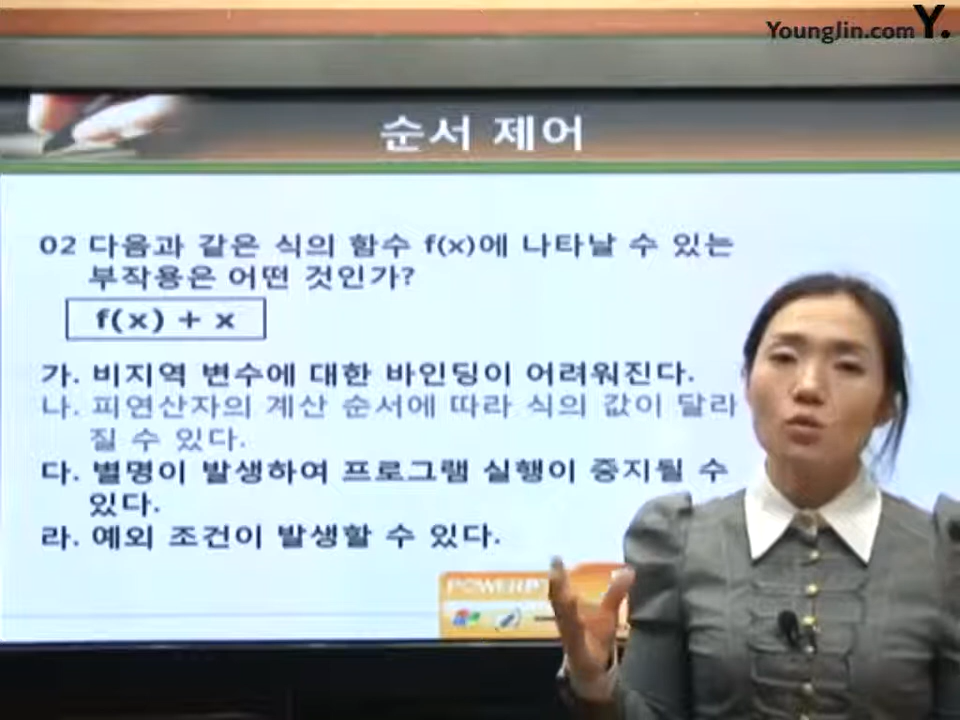 YoungJin.com Y.
순서 제어
02 다음과 같은 식의 함수 f(x)에 나타날 수 있는
부작용은 어떤 것인가?
f(x) + x
가. 비지역 변수에 대한 바인딩이 어려워진다.
나. 피연산자의 계산 순서에 따라 식의 값이 달라
질 수 있다.
다. 별명이 발생하여 프로그램 실행이 중지될 수
있다.
라. 예외 조건이 발생할 수 있다.